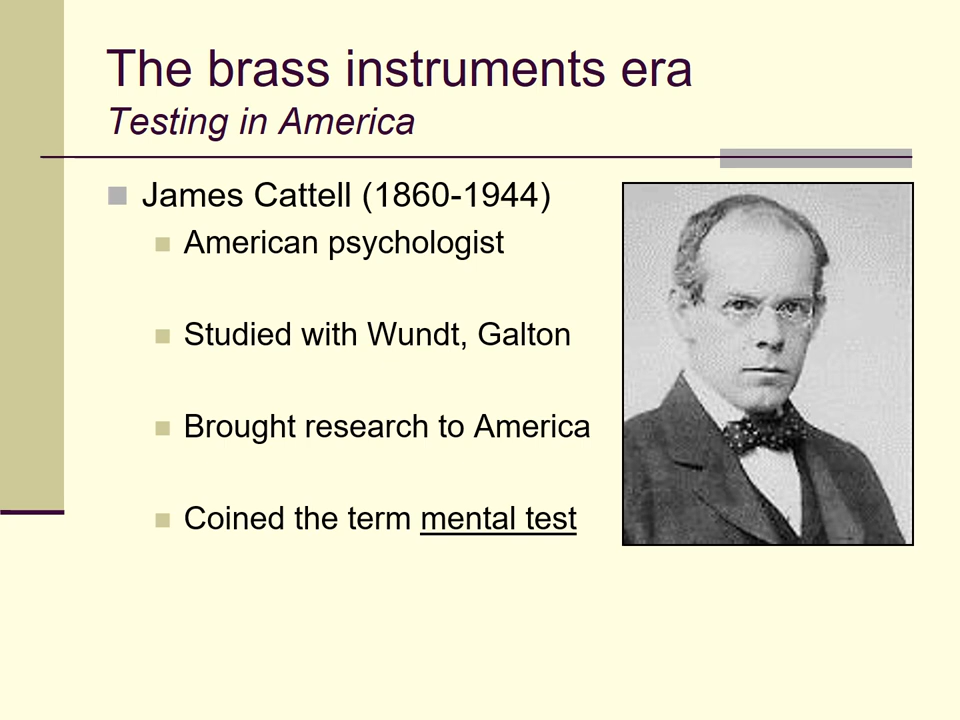 The brass instruments era
Testing in America
James Cattell (1860-1944)
American psychologist
Studied with Wundt, Galton
Brought research to America
Coined the term mental test